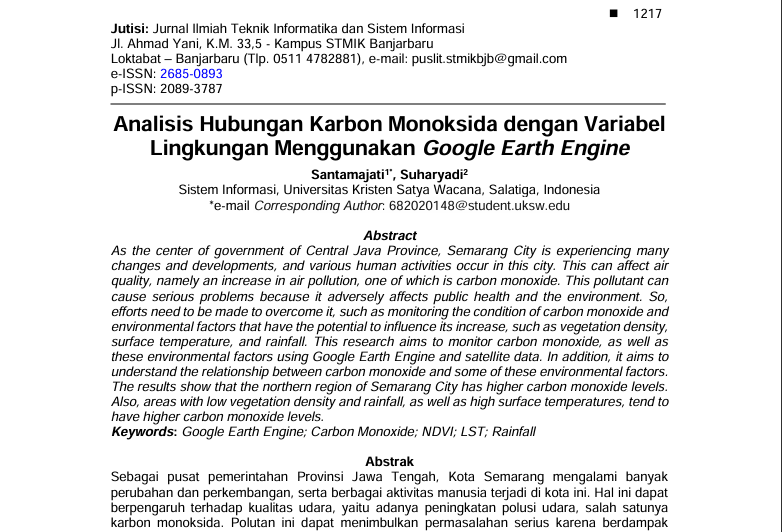 ■ 1217
Jutisi: Jurnal Ilmiah Teknik Informatika dan Sistem Informasi
Jl. Ahmad Yani, K.M. 33,5 - Kampus STMIK Banjarbaru
Loktabat – Banjarbaru (Tlp. 0511 4782881), e-mail: puslit.stmikbjb@gmail.com
e-ISSN: 2685-0893
p-ISSN: 2089-3787
Analisis Hubungan Karbon Monoksida dengan Variabel
Lingkungan Menggunakan Google Earth Engine
Santamajati¹*, Suharyadi²
Sistem Informasi, Universitas Kristen Satya Wacana, Salatiga, Indonesia
*e-mail Corresponding Author: 682020148@student.uksw.edu
Abstract
As the center of government of Central Java Province, Semarang City is experiencing many
changes and developments, and various human activities occur in this city. This can affect air
quality, namely an increase in air pollution, one of which is carbon monoxide. This pollutant can
cause serious problems because it adversely affects public health and the environment. So,
efforts need to be made to overcome it, such as monitoring the condition of carbon monoxide and
environmental factors that have the potential to influence its increase, such as vegetation density,
surface temperature, and rainfall. This research aims to monitor carbon monoxide, as well as
these environmental factors using Google Earth Engine and satellite data. In addition, it aims to
understand the relationship between carbon monoxide and some of these environmental factors.
The results show that the northern region of Semarang City has higher carbon monoxide levels.
Also, areas with low vegetation density and rainfall, as well as high surface temperatures, tend to
have higher carbon monoxide levels.
Keywords: Google Earth Engine; Carbon Monoxide; NDVI; LST; Rainfall
Abstrak
Sebagai pusat pemerintahan Provinsi Jawa Tengah, Kota Semarang mengalami banyak
perubahan dan perkembangan, serta berbagai aktivitas manusia terjadi di kota ini. Hal ini dapat
berpengaruh terhadap kualitas udara, yaitu adanya peningkatan polusi udara, salah satunya
karbon monoksida. Polutan ini dapat menimbulkan permasalahan serius karena berdampak